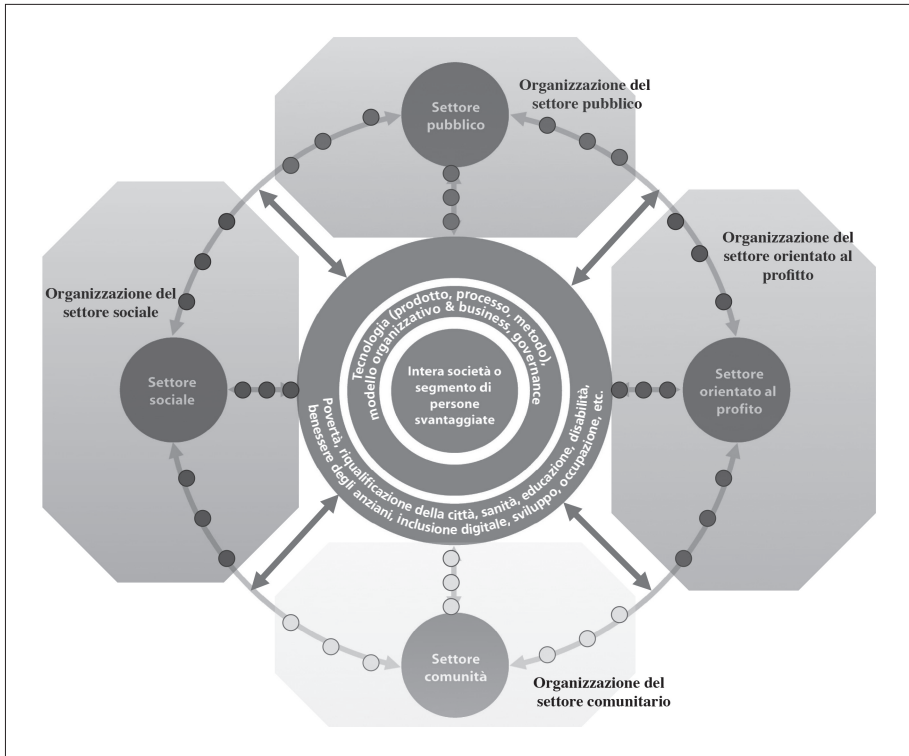 Organizzazione del
settore pubblico
Settore
pubblico
Organizzazione del
settore orientato al
profitto
Organizzazione del
settore sociale
Settore
sociale
Tecnologia (prodotto, processo, metodo),
modello organizzativo & business, governance
Intera società o
segmento di
persone
svantaggiate
Settore
orientato al
profito
Povertà, riqualificazione della città, sanità, educazione, disabilità,
benessere degli anziani, inclusione digitale, sviluppo, occupazione, etc.
Settore
comunità
Organizzazione del
settore comunitario